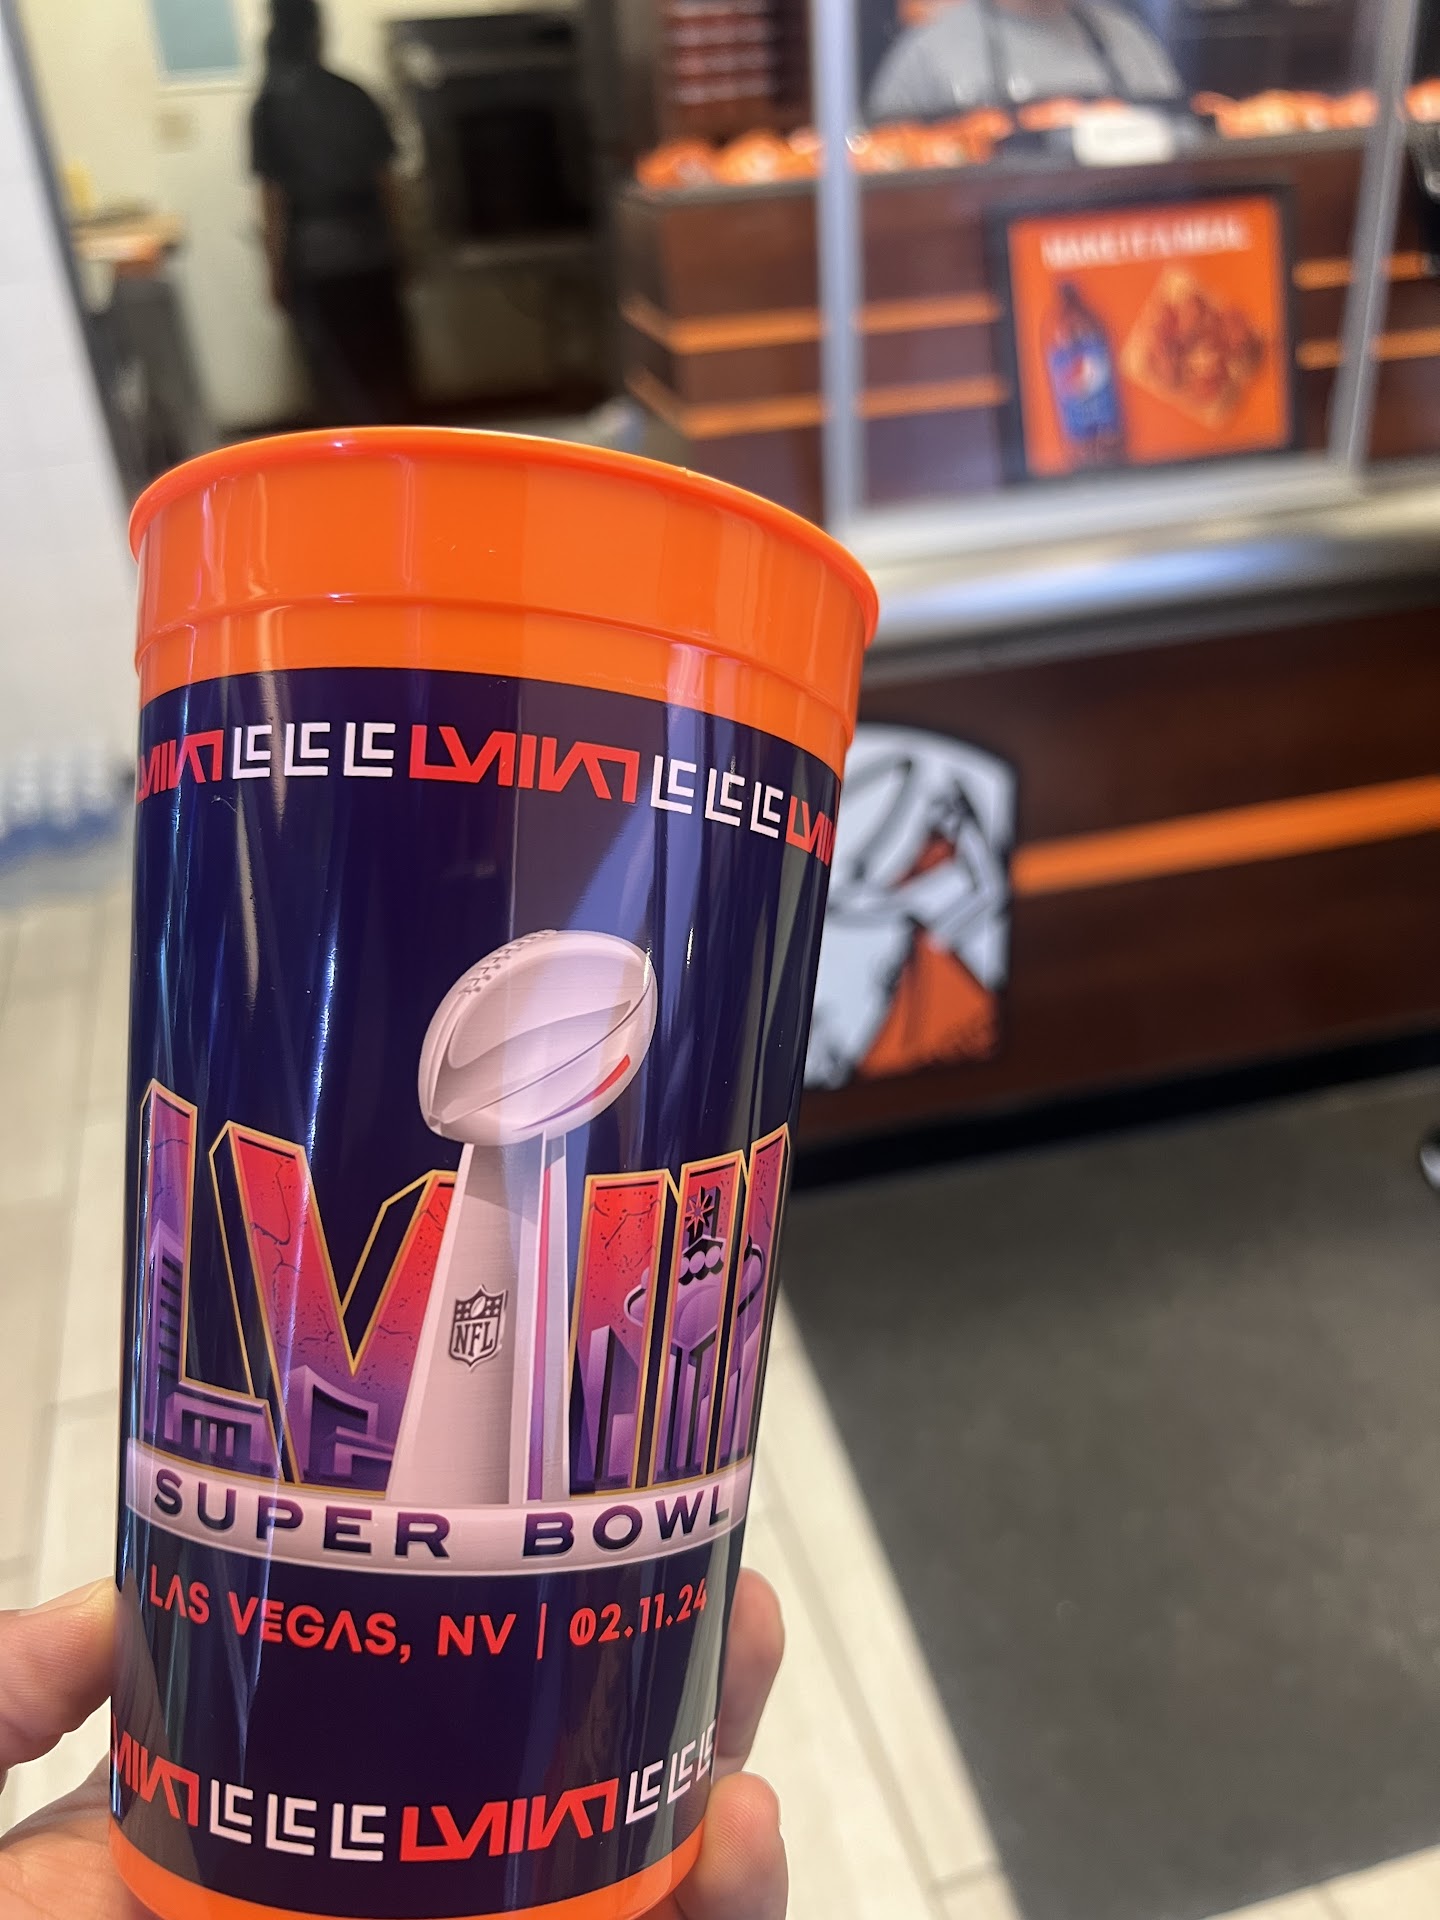 MAKE IT A MEAL
LVIII
NFL
SUPER BOWL
LAS VEGAS, NV | 02.11.24